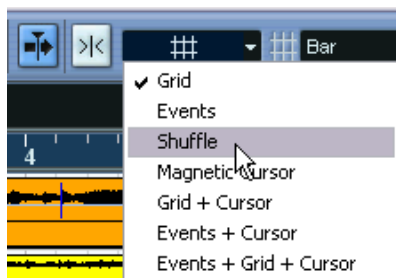 Bar
Grid
Events
Shuffle
4
Magnetic Cursor
Grid + Cursor
Events + Cursor
Events + Grid + Cursor